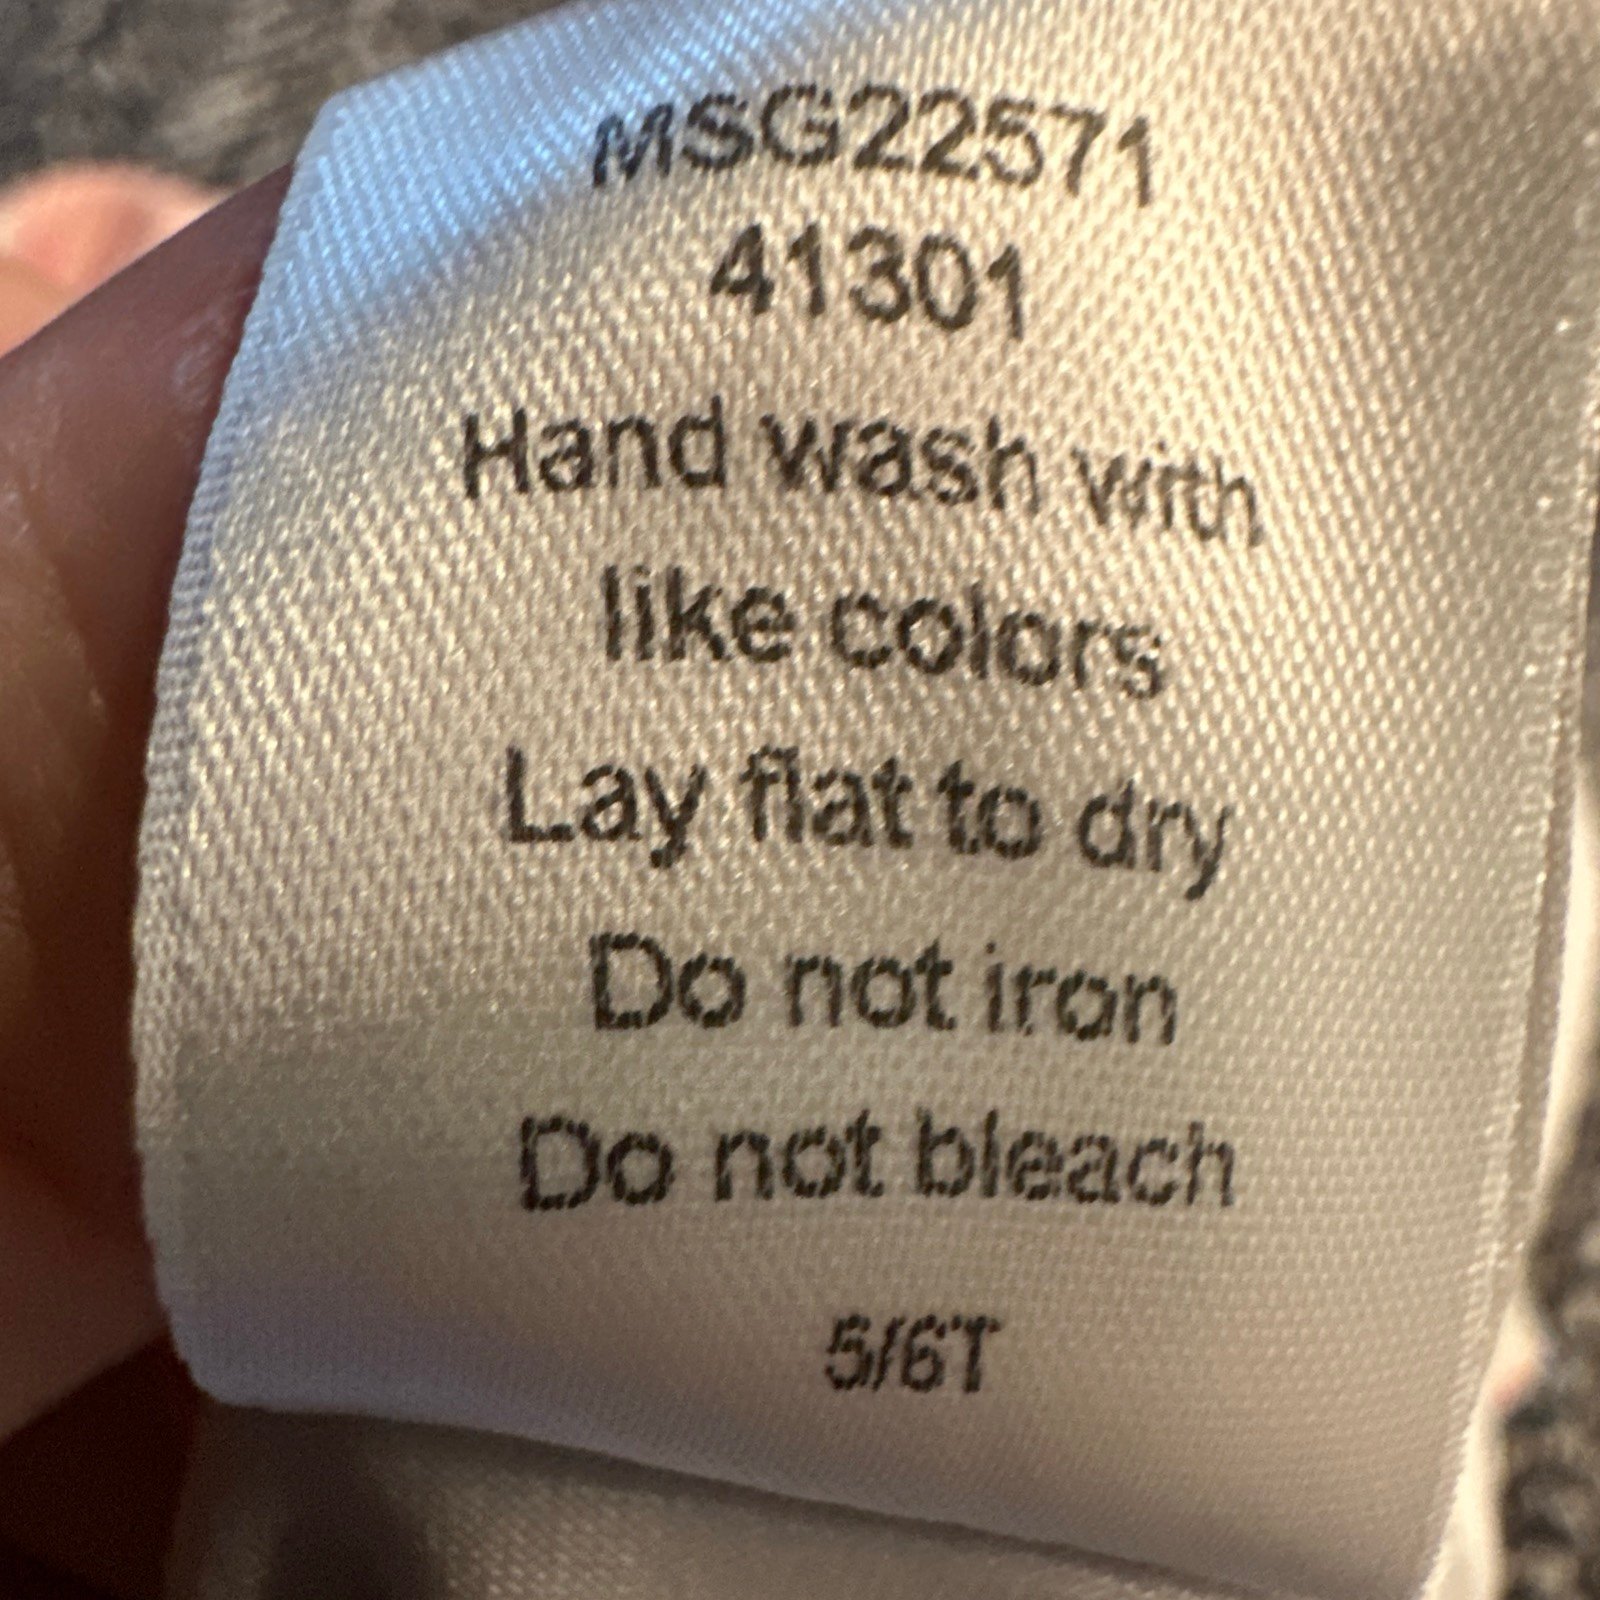 MSG22571
41301
Hand wash with
like colors
Lay flat to dry
Do not iron
Do not bleach
5/6T